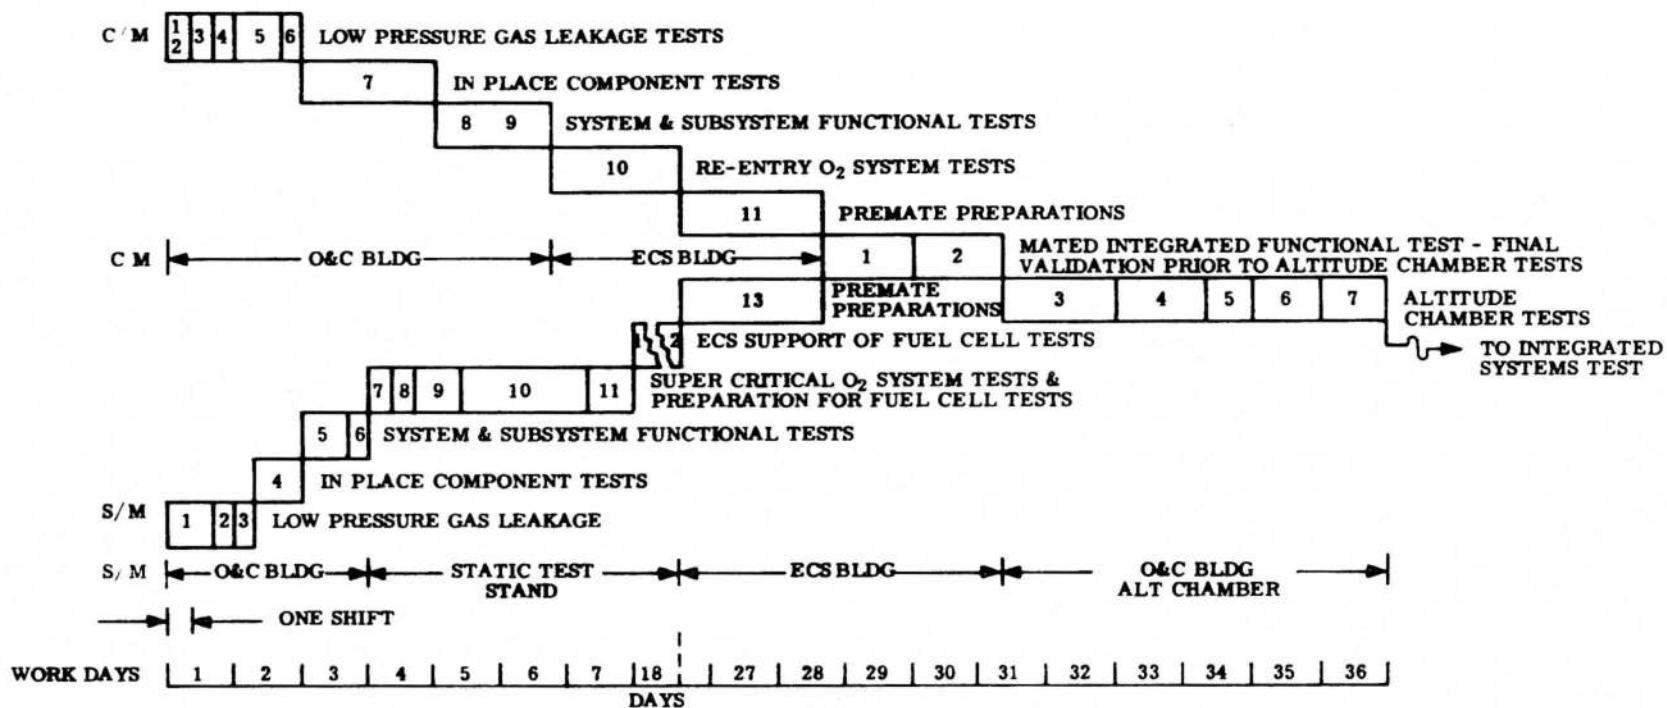 C/M 1 2 3 4 5 6 LOW PRESSURE GAS LEAKAGE TESTS
7 IN PLACE COMPONENT TESTS
8 9 SYSTEM & SUBSYSTEM FUNCTIONAL TESTS
10 RE-ENTRY O2 SYSTEM TESTS
11 PREMATE PREPARATIONS
C M O&C BLDG ECS BLDG 1 2 MATED INTEGRATED FUNCTIONAL TEST - FINAL
VALIDATION PRIOR TO ALTITUDE CHAMBER TESTS
13 PREMATE
PREPARATIONS
3 4 5 6 7 ALTITUDE
CHAMBER TESTS
1 2 ECS SUPPORT OF FUEL CELL TESTS
TO INTEGRATED
SYSTEMS TEST
7 8 9 10 11 SUPER CRITICAL O2 SYSTEM TESTS &
PREPARATION FOR FUEL CELL TESTS
5 6 SYSTEM & SUBSYSTEM FUNCTIONAL TESTS
4 IN PLACE COMPONENT TESTS
S/M 1 2 3 LOW PRESSURE GAS LEAKAGE
S/M O&C BLDG STATIC TEST
STAND
ECS BLDG O&C BLDG
ALT CHAMBER
ONE SHIFT
WORK DAYS 1 2 3 4 5 6 7 18 27 28 29 30 31 32 33 34 35 36
DAYS